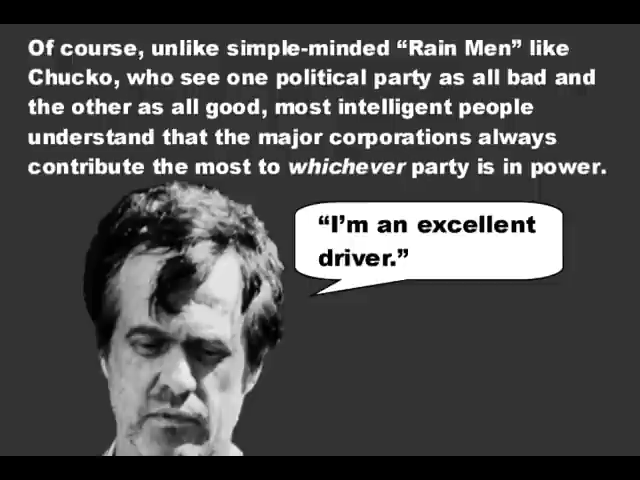 Of course, unlike simple-minded “Rain Men” like
Chucko, who see one political party as all bad and
the other as all good, most intelligent people
understand that the major corporations always
contribute the most to whichever party is in power.
“I’m an excellent
driver.”